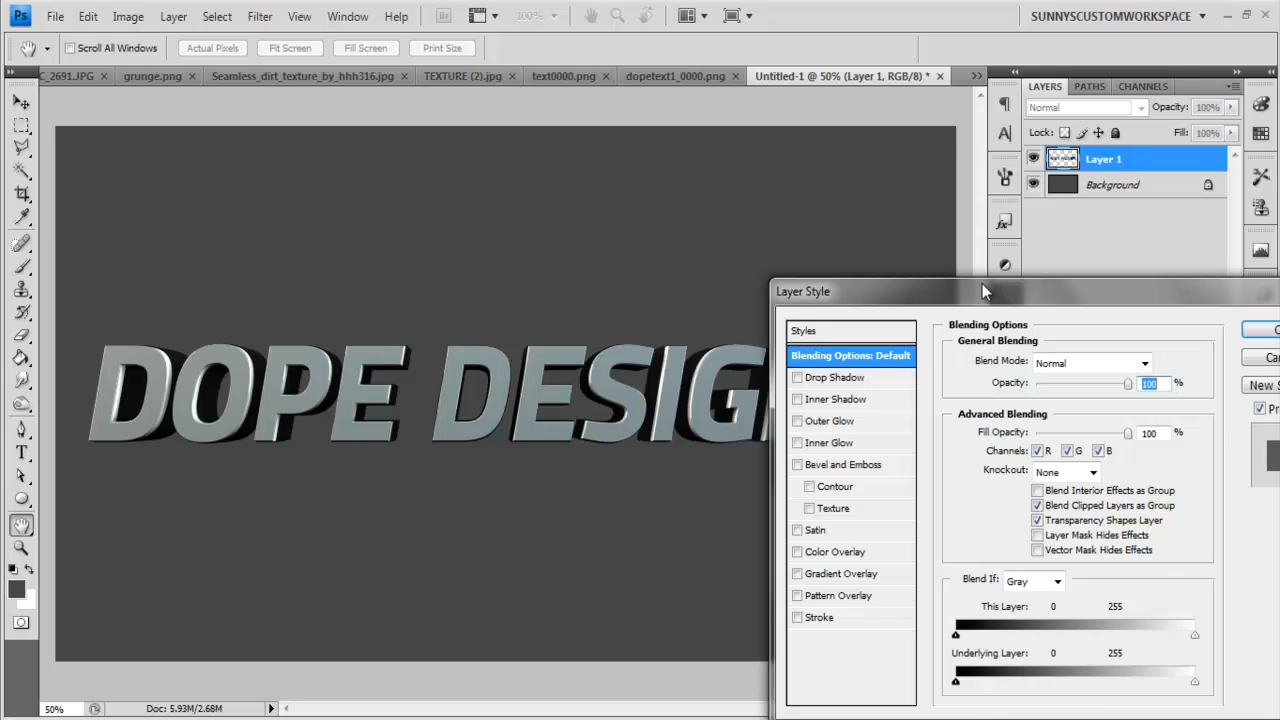 Ps File Edit Image Layer Select Filter View Window Help Br 100% SUNNYSCUSTOMWORKSPACE
Scroll All Windows Actual Pixels Fit Screen Fill Screen Print Size
C_2691.JPG × grunge.png × Seamless_dirt_texture_by_hhh316.jpg × TEXTURE (2).jpg × text0000.png × dopetext1_0000.png × Untitled-1 @ 50% (Layer 1, RGB/8) * ×
LAYERS PATHS CHANNELS
Normal Opacity: 100%
Lock: Fill: 100%
Layer 1
Background
DOPE DESIG
Layer Style
Styles
Blending Options: Default
Drop Shadow
Inner Shadow
Outer Glow
Inner Glow
Bevel and Emboss
Contour
Texture
Satin
Color Overlay
Gradient Overlay
Pattern Overlay
Stroke
Blending Options
General Blending
Blend Mode: Normal
Opacity: 100 %
Advanced Blending
Fill Opacity: 100 %
Channels: R G B
Knockout: None
Blend Interior Effects as Group
Blend Clipped Layers as Group
Transparency Shapes Layer
Layer Mask Hides Effects
Vector Mask Hides Effects
Blend If: Gray
This Layer: 0 255
Underlying Layer: 0 255
Can
New S
50% Doc: 5.93M/2.68M